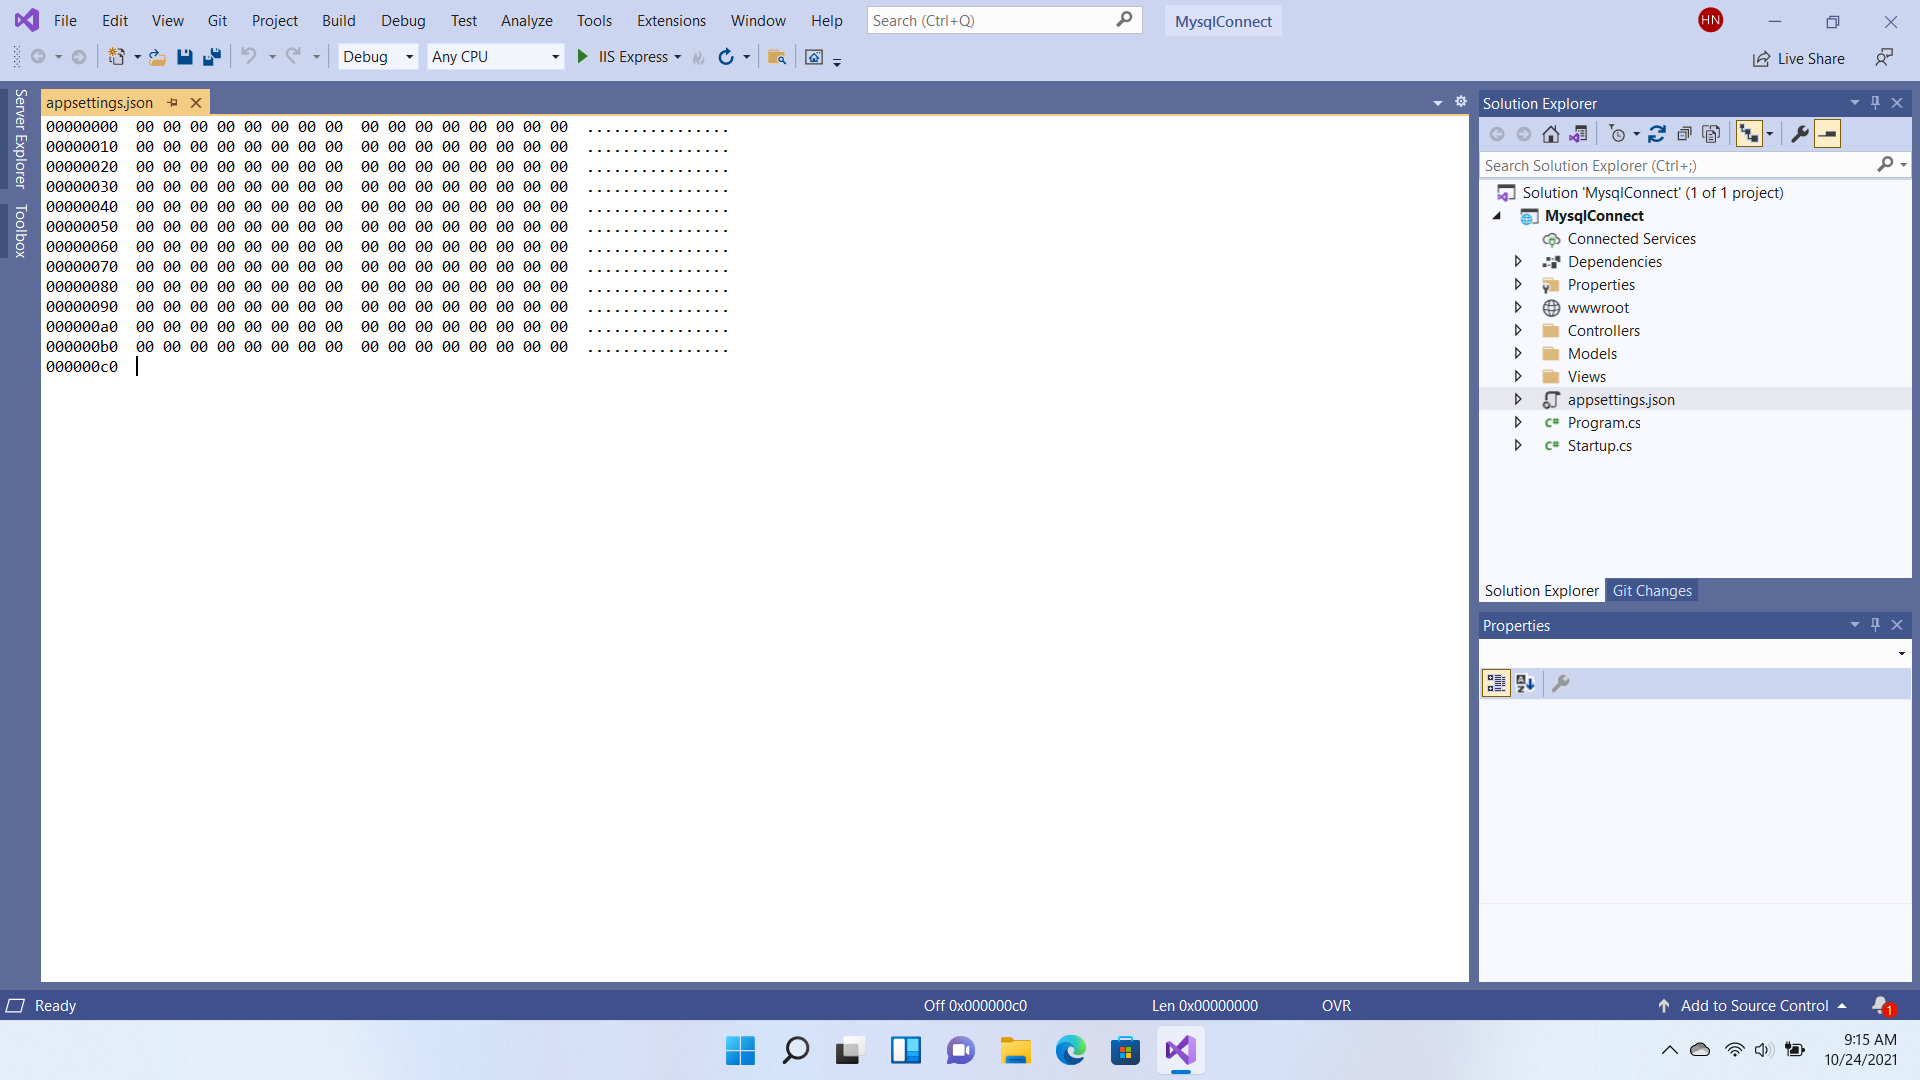 File Edit View Git Project Build Debug Test Analyze Tools Extensions Window Help Search (Ctrl+Q) MysqlConnect HN
Debug Any CPU IIS Express Live Share
Server Explorer
Toolbox
appsettings.json
00000000 00 00 00 00 00 00 00 00 00 00 00 00 00 00 00 00 ................
00000010 00 00 00 00 00 00 00 00 00 00 00 00 00 00 00 00 ................
00000020 00 00 00 00 00 00 00 00 00 00 00 00 00 00 00 00 ................
00000030 00 00 00 00 00 00 00 00 00 00 00 00 00 00 00 00 ................
00000040 00 00 00 00 00 00 00 00 00 00 00 00 00 00 00 00 ................
00000050 00 00 00 00 00 00 00 00 00 00 00 00 00 00 00 00 ................
00000060 00 00 00 00 00 00 00 00 00 00 00 00 00 00 00 00 ................
00000070 00 00 00 00 00 00 00 00 00 00 00 00 00 00 00 00 ................
00000080 00 00 00 00 00 00 00 00 00 00 00 00 00 00 00 00 ................
00000090 00 00 00 00 00 00 00 00 00 00 00 00 00 00 00 00 ................
000000a0 00 00 00 00 00 00 00 00 00 00 00 00 00 00 00 00 ................
000000b0 00 00 00 00 00 00 00 00 00 00 00 00 00 00 00 00 ................
000000c0
Solution Explorer
Search Solution Explorer (Ctrl+;)
Solution 'MysqlConnect' (1 of 1 project)
MysqlConnect
Connected Services
Dependencies
Properties
wwwroot
Controllers
Models
Views
appsettings.json
C# Program.cs
C# Startup.cs
Solution Explorer Git Changes
Properties
Ready Off 0x000000c0 Len 0x00000000 OVR Add to Source Control 1
9:15 AM
10/24/2021